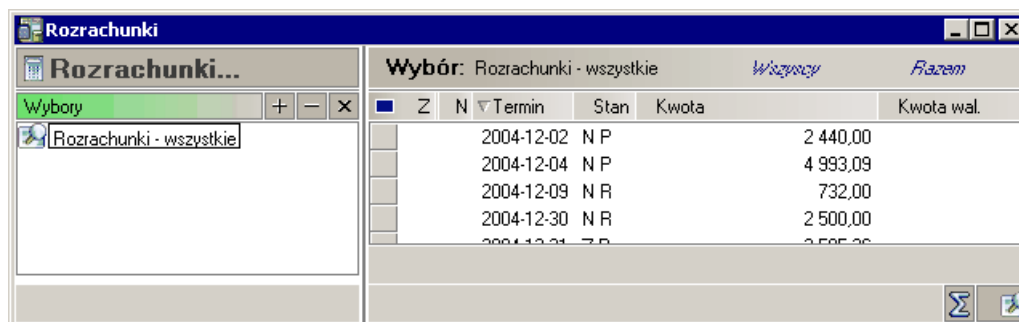 Rozrachunki
Rozrachunki...
Wybór: Rozrachunki - wszystkie Wszyscy Razem
Wybory
Z N Termin Stan Kwota Kwota wal.
Rozrachunki - wszystkie
2004-12-02 N P 2 440,00
2004-12-04 N P 4 993,09
2004-12-09 N R 732,00
2004-12-30 N R 2 500,00